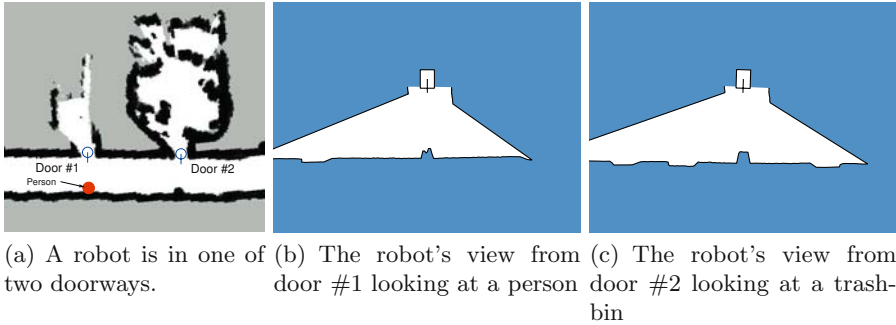 Door #1
Door #2
Person
(a) A robot is in one of
two doorways.
(b) The robot's view from
door #1 looking at a person
(c) The robot's view from
door #2 looking at a trash-
bin